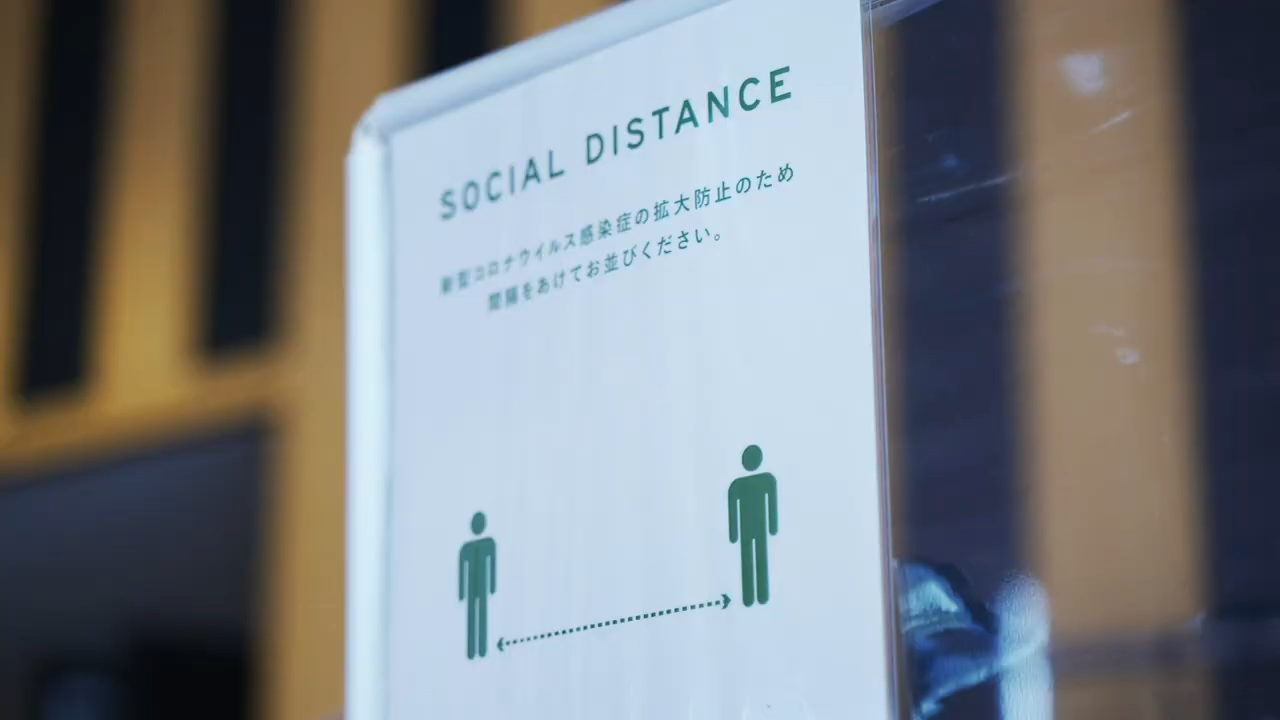 SOCIAL DISTANCE
新型コロナウイルス感染症の拡大防止のため
間隔をあけてお並びください。